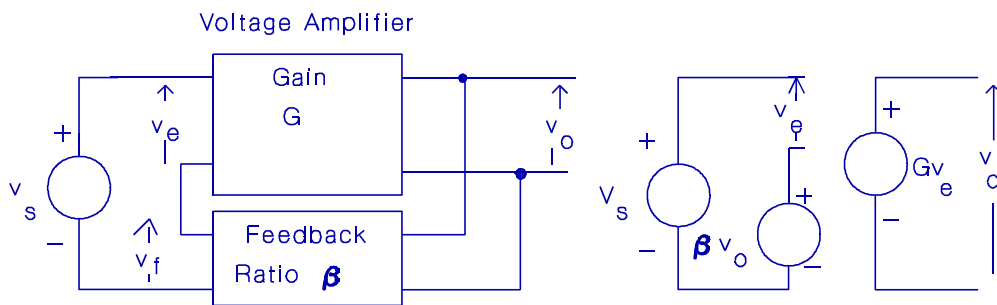 Voltage Amplifier
Gain
G
+
v e
v o
v s
−
v f
Feedback
Ratio β
+
V s
−
v e
+
β v o
−
+
Gv e
−
v o